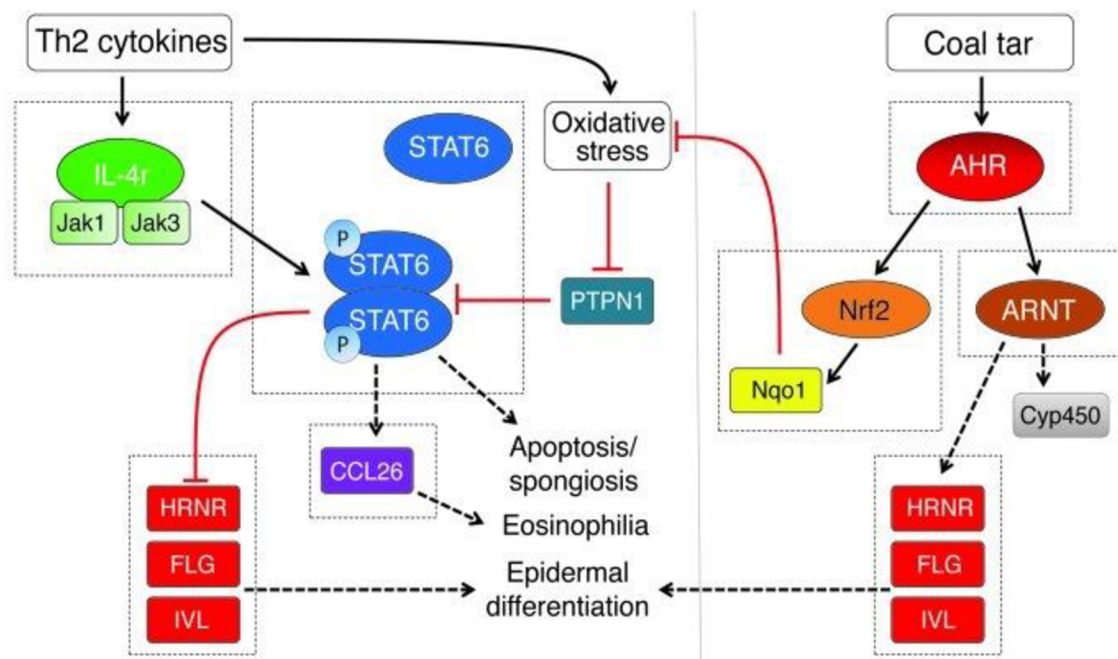 Th2 cytokines
IL-4r
Jak1
Jak3
STAT6
P
STAT6
STAT6
P
Oxidative
stress
PTPN1
CCL26
Apoptosis/
spongiosis
Eosinophilia
Epidermal
differentiation
HRNR
FLG
IVL
Coal tar
AHR
Nrf2
ARNT
Nqo1
Cyp450
HRNR
FLG
IVL